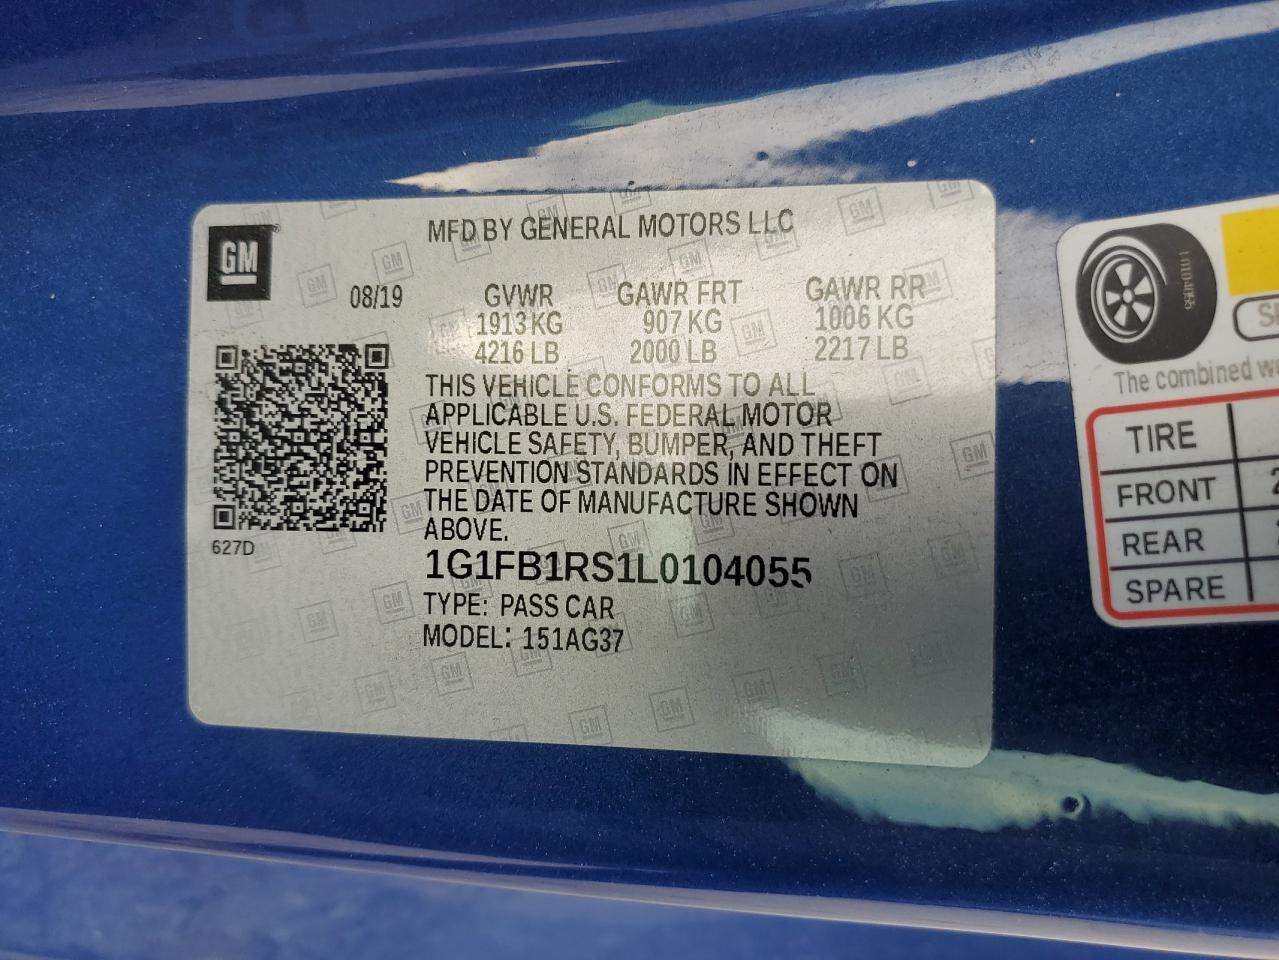 GM
MFD BY GENERAL MOTORS LLC
08/19
GVWR GAWR FRT GAWR RR
1913 KG 907 KG 1006 KG
4216 LB 2000 LB 2217 LB
THIS VEHICLE CONFORMS TO ALL
APPLICABLE U.S. FEDERAL MOTOR
VEHICLE SAFETY, BUMPER, AND THEFT
PREVENTION STANDARDS IN EFFECT ON
THE DATE OF MANUFACTURE SHOWN
ABOVE.
627D
1G1FB1RS1L0104055
TYPE: PASS CAR
MODEL: 151AG37
The combined
TIRE
FRONT
REAR
SPARE